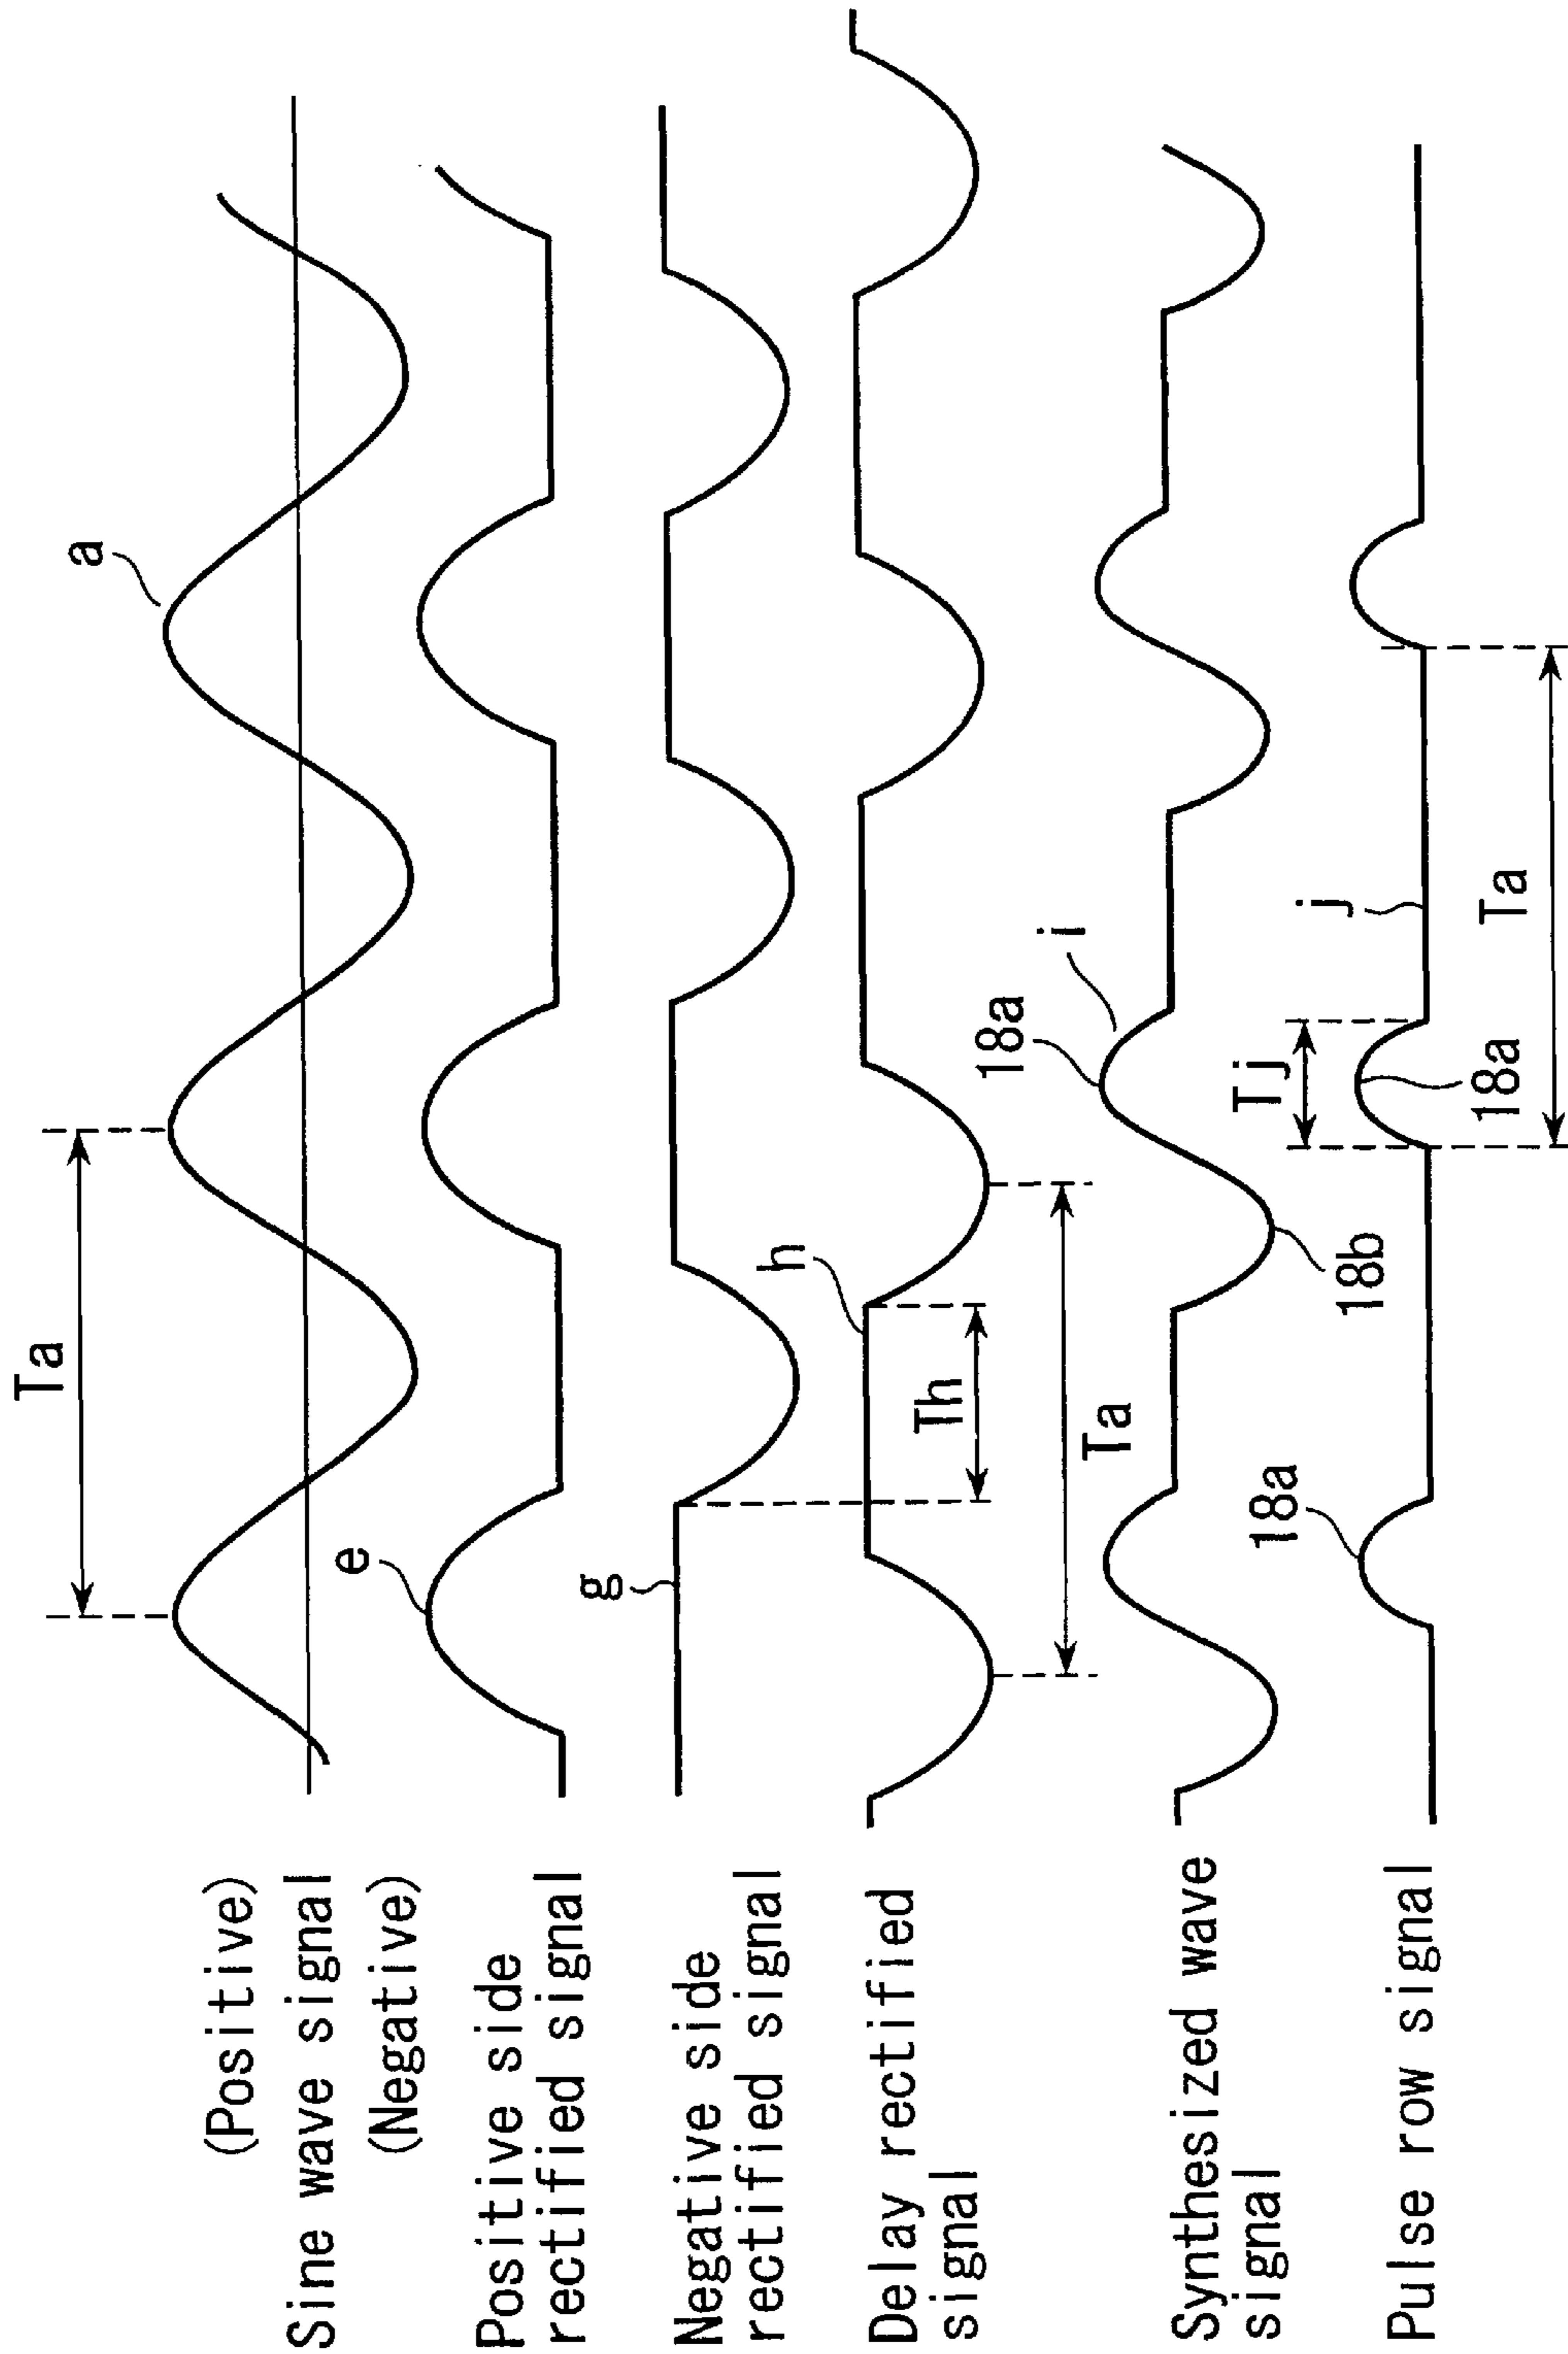 (Positive)
Sine wave signal
(Negative)
Ta
a
Positive side
rectified signal
e
Negative side
rectified signal
g
Delay rectified
signal
h
Th
Ta
Synthesized wave
signal
18a
i
18b
Pulse row signal
18a
Tj
18a
j
Ta